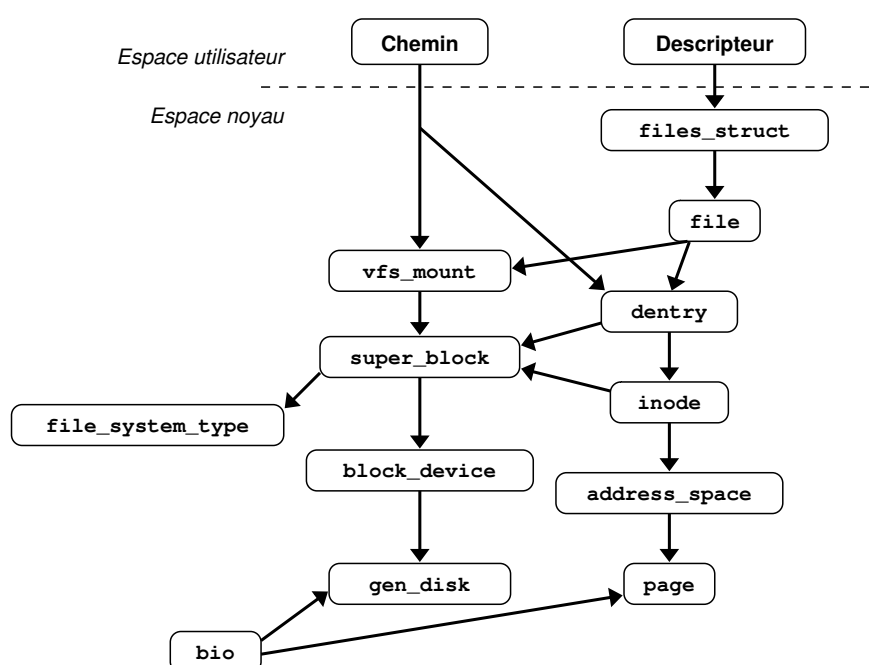 Chemin
Descripteur
Espace utilisateur
Espace noyau
files_struct
file
vfs_mount
dentry
super_block
inode
file_system_type
block_device
address_space
gen_disk
page
bio